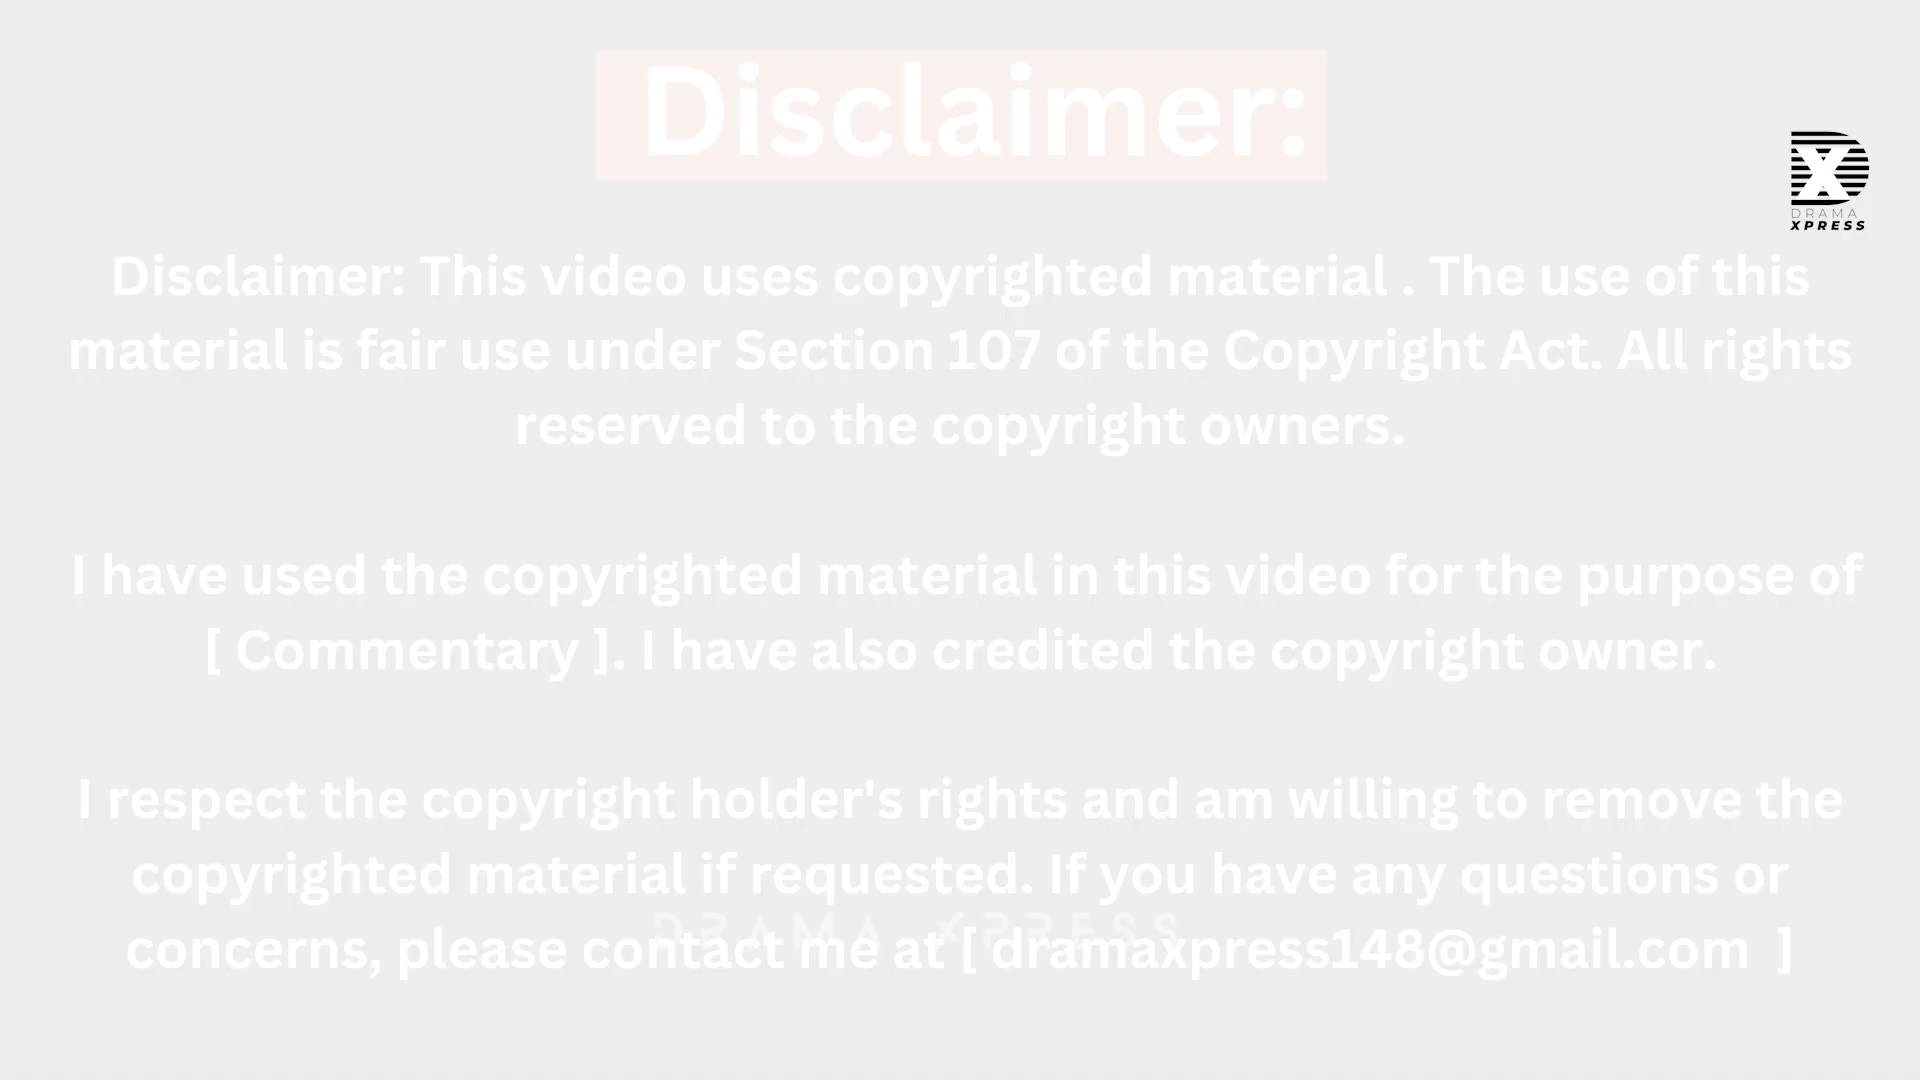 Disclaimer:
DRAMA
XPRESS
Disclaimer: This video uses copyrighted material . The use of this
material is fair use under Section 107 of the Copyright Act. All rights
reserved to the copyright owners.
I have used the copyrighted material in this video for the purpose of
[ Commentary ]. I have also credited the copyright owner.
I respect the copyright holder's rights and am willing to remove the
copyrighted material if requested. If you have any questions or
DRAMA XPRESS
concerns, please contact me at [ dramaxpress148@gmail.com ]